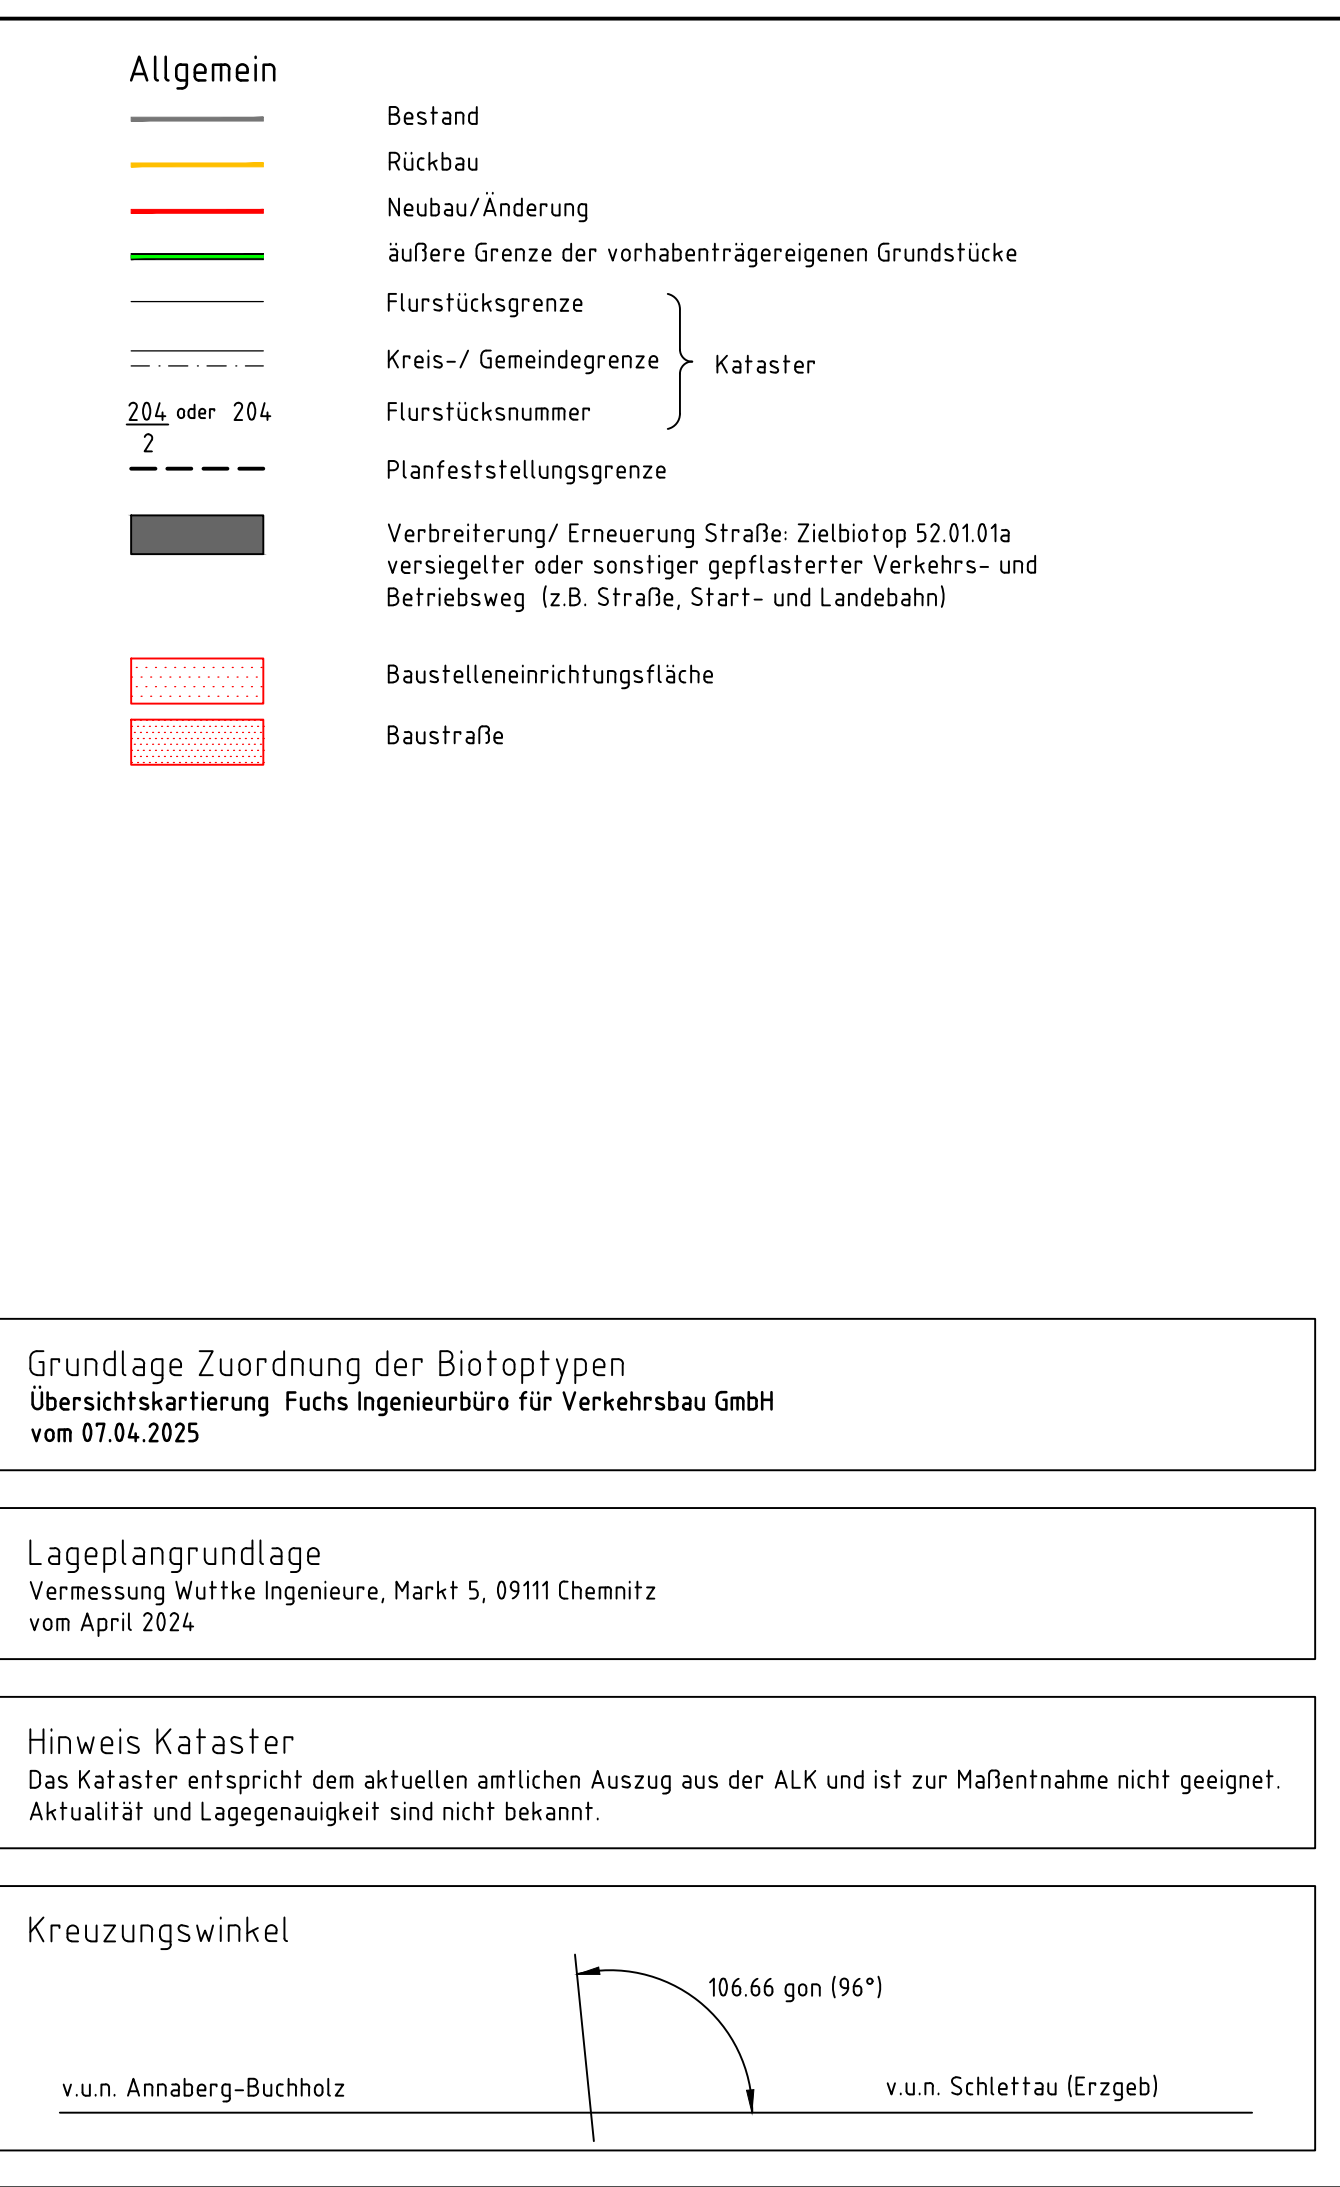 Allgemein
Bestand
Rückbau
Neubau/Änderung
äußere Grenze der vorhabenträgereigenen Grundstücke
Flurstücksgrenze
Kreis-/ Gemeindegrenze
Kataster
204 oder 204
2
Flurstücksnummer
Planfeststellungsgrenze
Verbreiterung/ Erneuerung Straße: Zielbiotop 52.01.01a
versiegelter oder sonstiger gepflasterter Verkehrs- und
Betriebsweg (z.B. Straße, Start- und Landebahn)
Baustelleneinrichtungsfläche
Baustraße
Grundlage Zuordnung der Biotoptypen
Übersichtskartierung Fuchs Ingenieurbüro für Verkehrsbau GmbH
vom 07.04.2025
Lageplangrundlage
Vermessung Wuttke Ingenieure, Markt 5, 09111 Chemnitz
vom April 2024
Hinweis Kataster
Das Kataster entspricht dem aktuellen amtlichen Auszug aus der ALK und ist zur Maßentnahme nicht geeignet.
Aktualität und Lagegenauigkeit sind nicht bekannt.
Kreuzungswinkel
106.66 gon (96°)
v.u.n. Annaberg-Buchholz
v.u.n. Schlettau (Erzgeb)